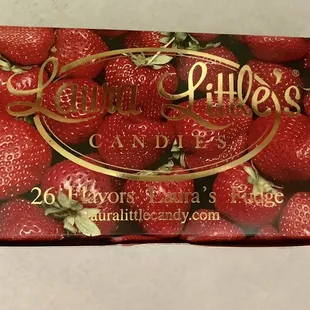 Laura Little's
CANDIES
26 Flavors Laura's Fudge
lauralittlecandy.com